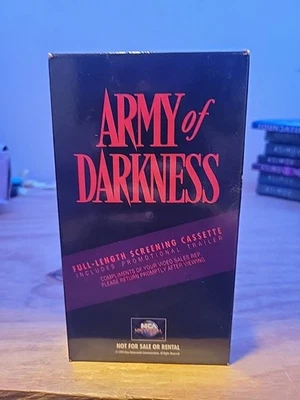 ARMY of
DARKNESS
FULL-LENGTH SCREENING CASSETTE
INCLUDES PROMOTIONAL TRAILER
COMPLIMENTS OF YOUR VIDEO SALES REP.
PLEASE RETURN PROMPTLY AFTER VIEWING.
MCA
NOT FOR SALE OR RENTAL